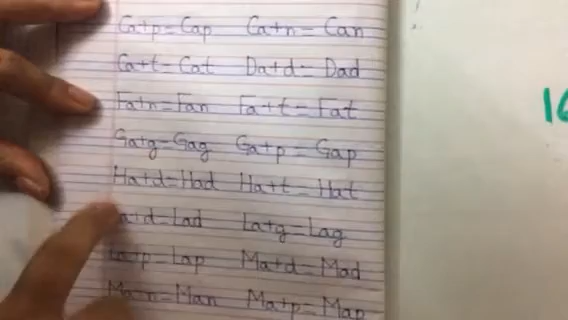 Ca+p=Cap Ca+n=Can
Ca+t=Cat Da+d=Dad
Fa+n=Fan Fa+t=Fat
Ga+g=Gag Ga+p=Gap
Ha+d=Had Ha+t=Hat
La+d=Lad La+g=Lag
La+p=Lap Ma+d=Mad
Ma+n=Man Ma+p=Map